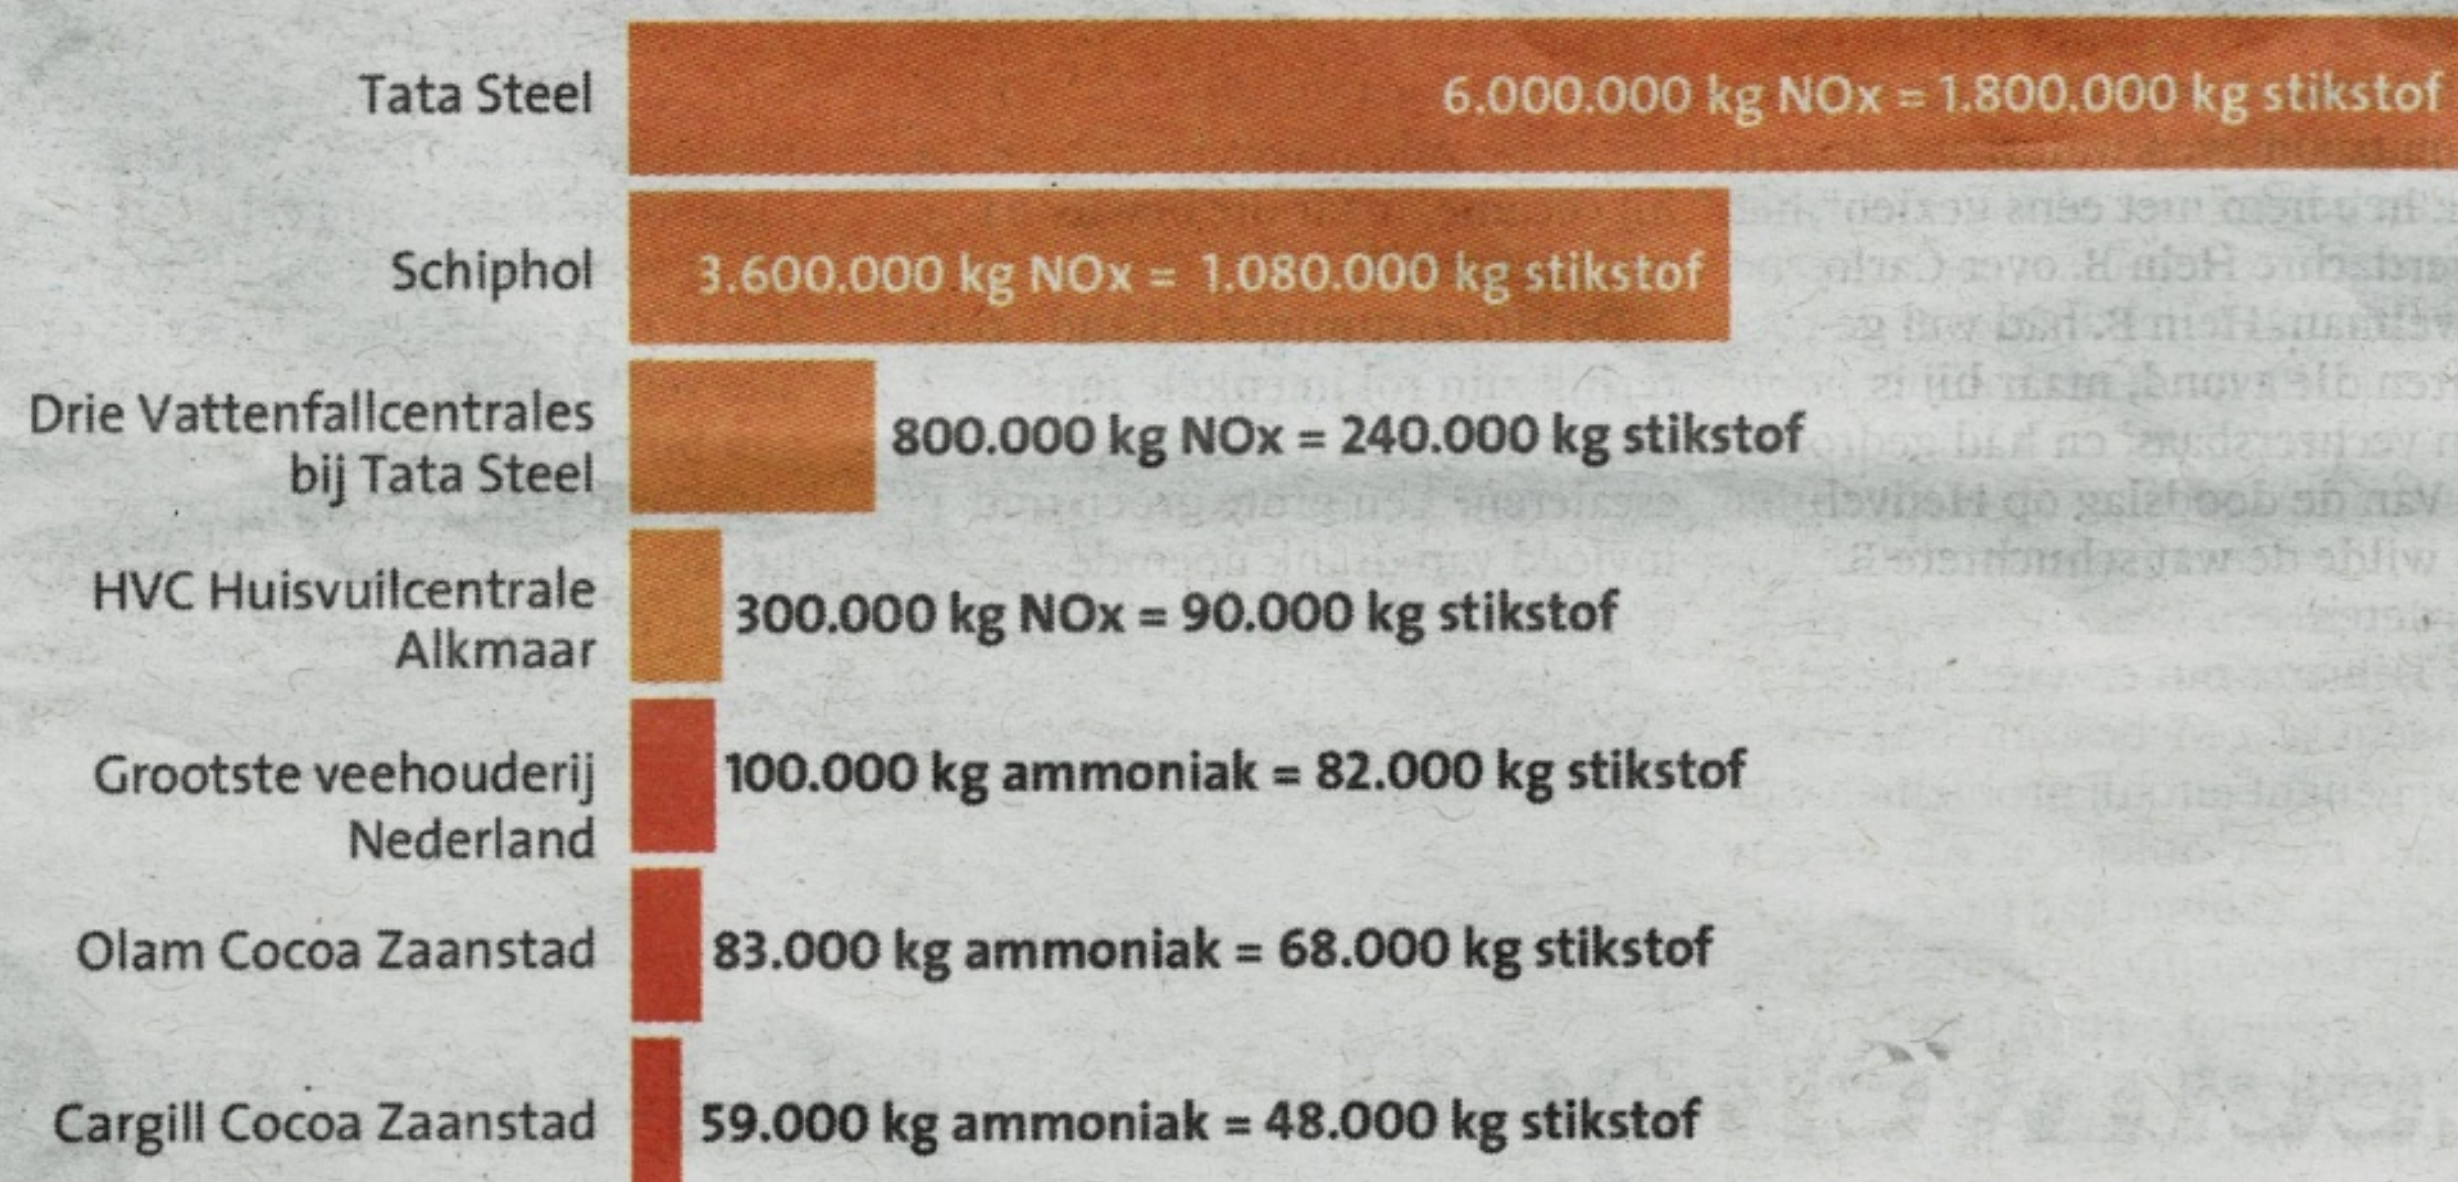 Tata Steel
6.000.000 kg NOx = 1.800.000 kg stikstof
Schiphol
3.600.000 kg NOx = 1.080.000 kg stikstof
Drie Vattenfallcentrales
bij Tata Steel
800.000 kg NOx = 240.000 kg stikstof
HVC Huisvuilcentrale
Alkmaar
300.000 kg NOx = 90.000 kg stikstof
Grootste veehouderij
Nederland
100.000 kg ammoniak = 82.000 kg stikstof
Olam Cocoa Zaanstad
83.000 kg ammoniak = 68.000 kg stikstof
Cargill Cocoa Zaanstad
59.000 kg ammoniak = 48.000 kg stikstof